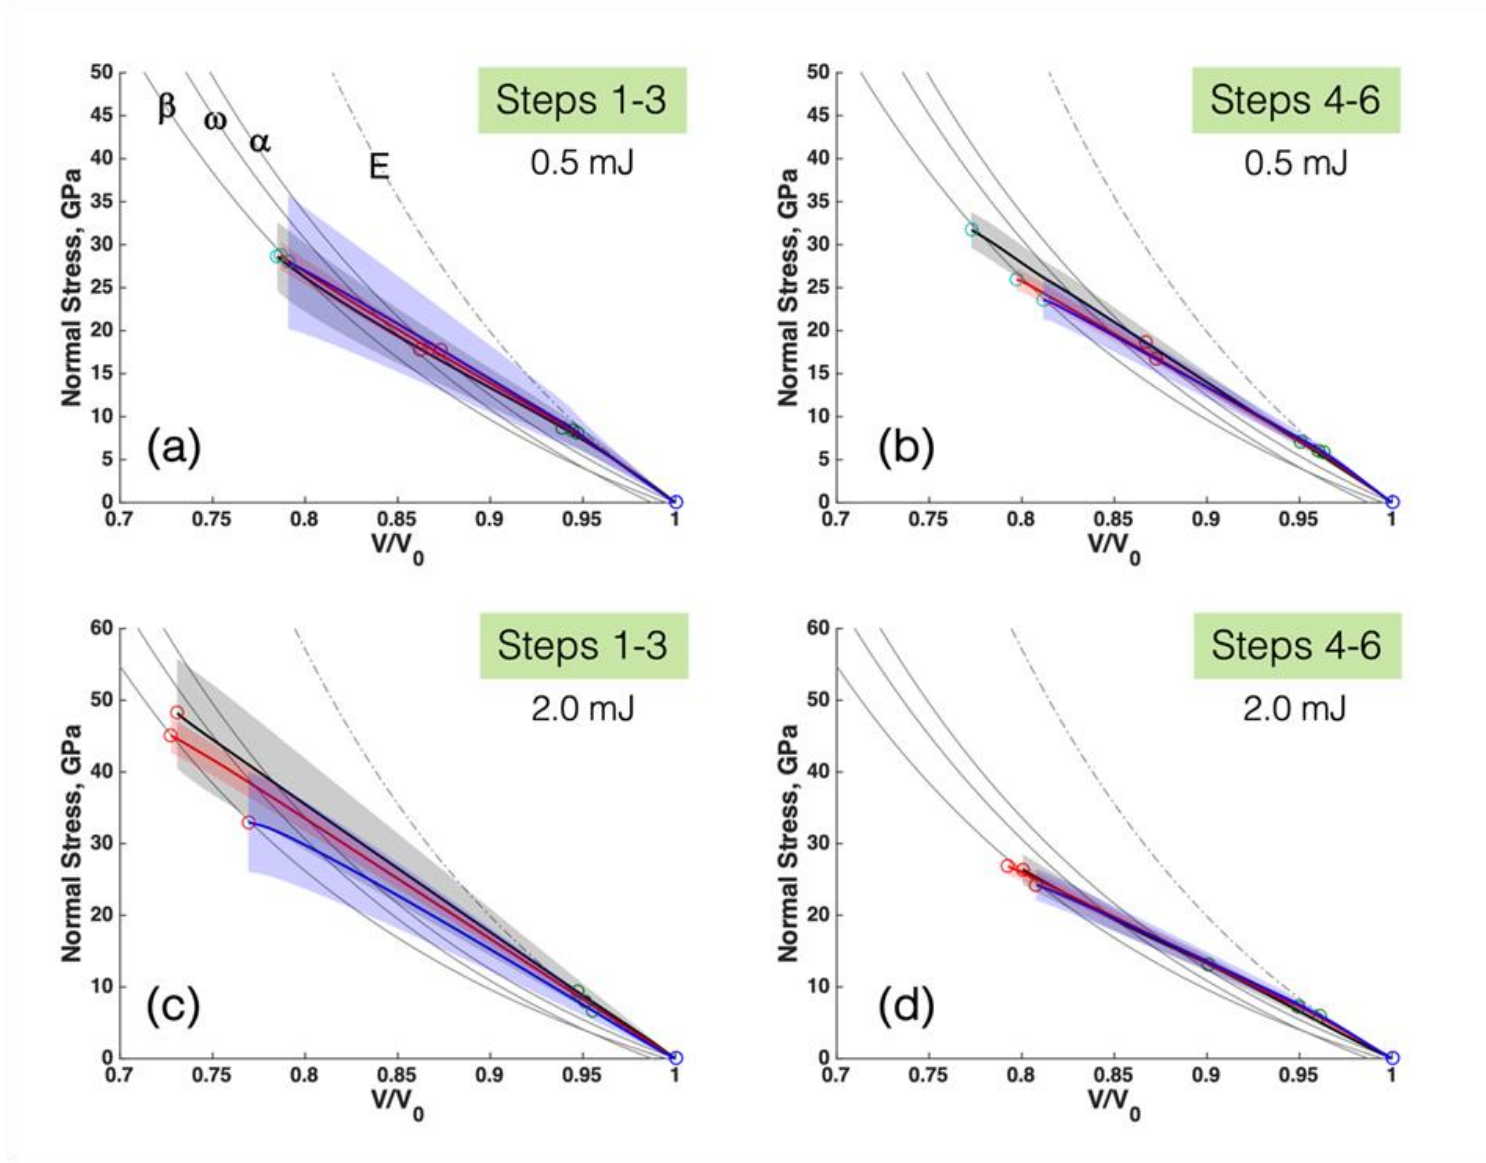 50
45
40
35
30
25
20
15
10
5
0
Normal Stress, GPa
β
ω
α
E
Steps 1-3
0.5 mJ
(a)
0.7 0.75 0.8 0.85 0.9 0.95 1
V/V0
50
45
40
35
30
25
20
15
10
5
0
Normal Stress, GPa
Steps 4-6
0.5 mJ
(b)
0.7 0.75 0.8 0.85 0.9 0.95 1
V/V0
60
50
40
30
20
10
0
Normal Stress, GPa
Steps 1-3
2.0 mJ
(c)
0.7 0.75 0.8 0.85 0.9 0.95 1
V/V0
60
50
40
30
20
10
0
Normal Stress, GPa
Steps 4-6
2.0 mJ
(d)
0.7 0.75 0.8 0.85 0.9 0.95 1
V/V0